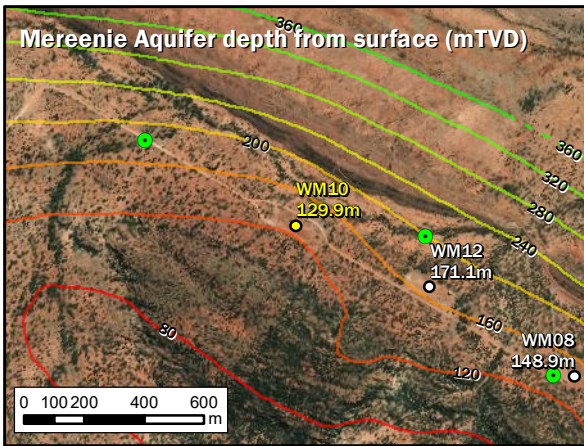 Mereenie Aquifer depth from surface (mTVD)
360
360
320
280
240
200
WM10
129.9m
WM12
171.1m
160
WM08
148.9m
120
80
0 100 200 400 600
m